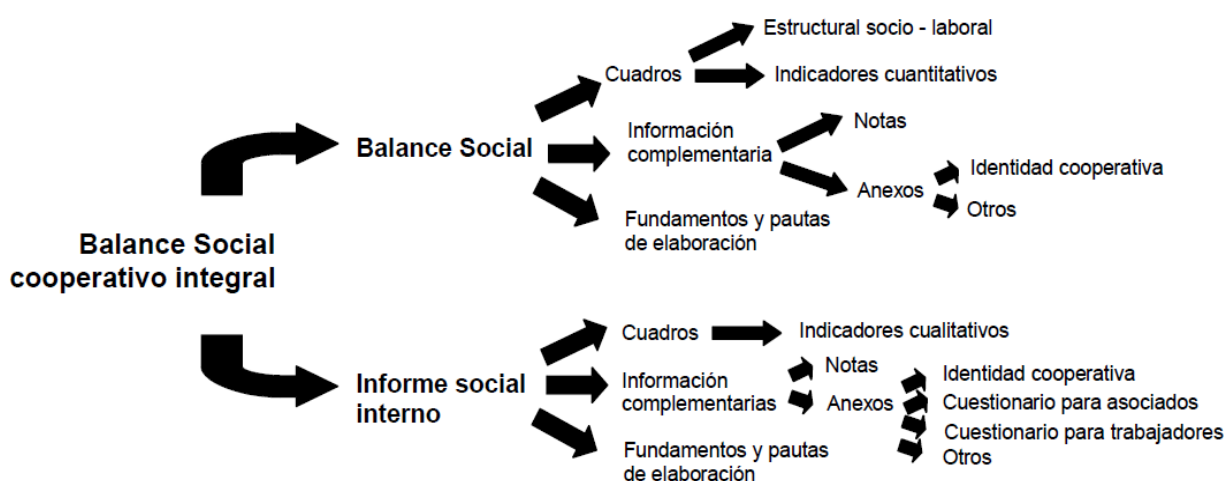 Estructural socio - laboral
Cuadros
Indicadores cuantitativos
Balance Social
Información
complementaria
Notas
Anexos
Identidad cooperativa
Otros
Fundamentos y pautas
de elaboración
Balance Social
cooperativo integral
Cuadros
Indicadores cualitativos
Informe social
interno
Información
complementarias
Notas
Anexos
Identidad cooperativa
Cuestionario para asociados
Cuestionario para trabajadores
Otros
Fundamentos y pautas
de elaboración